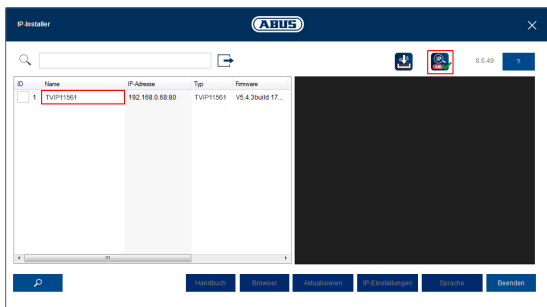 IP-Installer
ABUS
8.6.49
?
ID Name IP-Adresse Typ Firmware
1 TVIP11561 192.168.0.68:80 TVIP11561 V5.4.3build 17...
Handbuch
Browser
Aktualisieren
IP-Einstellungen
Sprache
Beenden